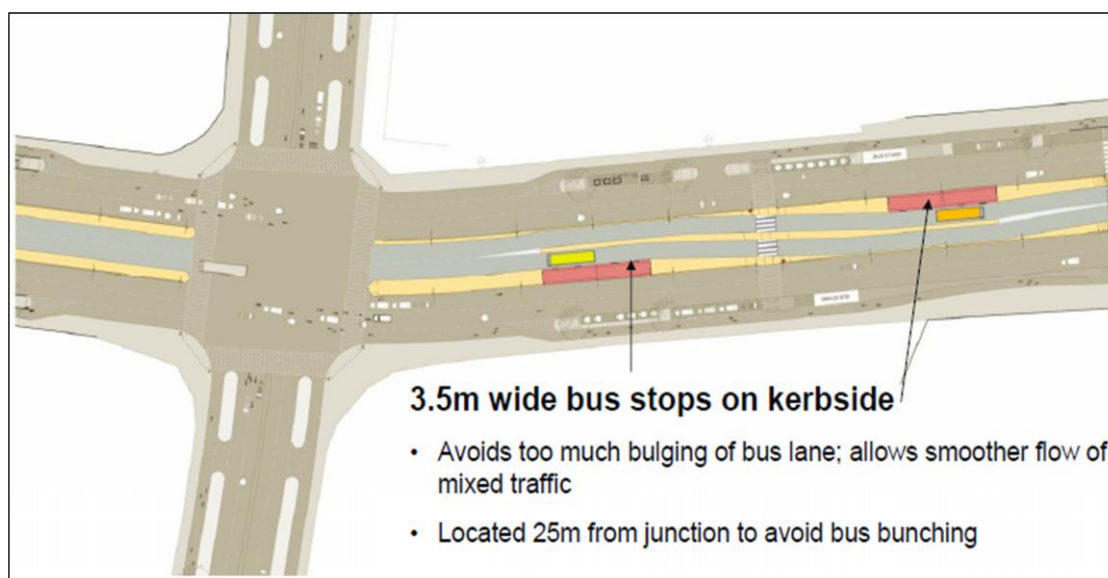 3.5m wide bus stops on kerbside
• Avoids too much bulging of bus lane; allows smoother flow of
mixed traffic
• Located 25m from junction to avoid bus bunching